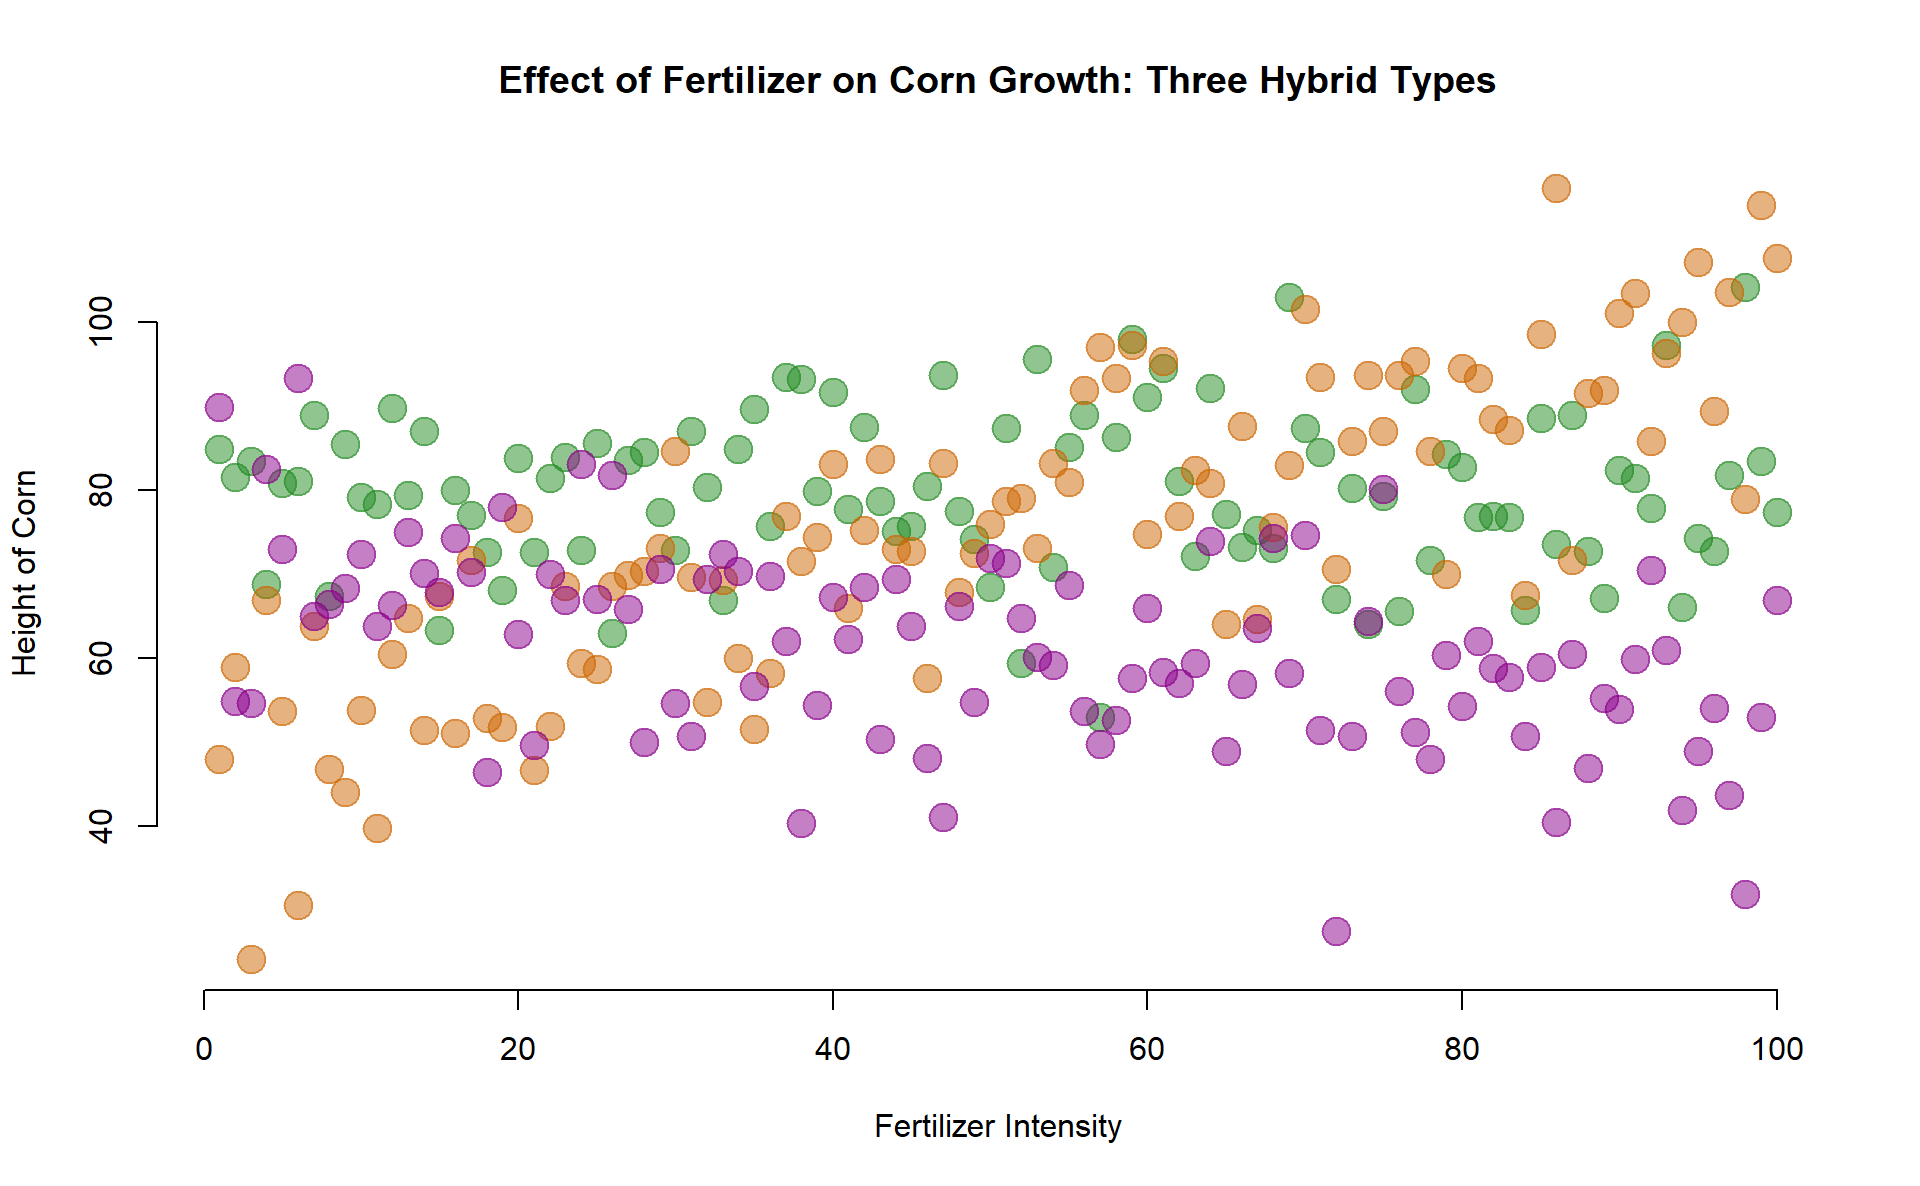 Effect of Fertilizer on Corn Growth: Three Hybrid Types
Height of Corn
100
80
60
40
0 20 40 60 80 100
Fertilizer Intensity